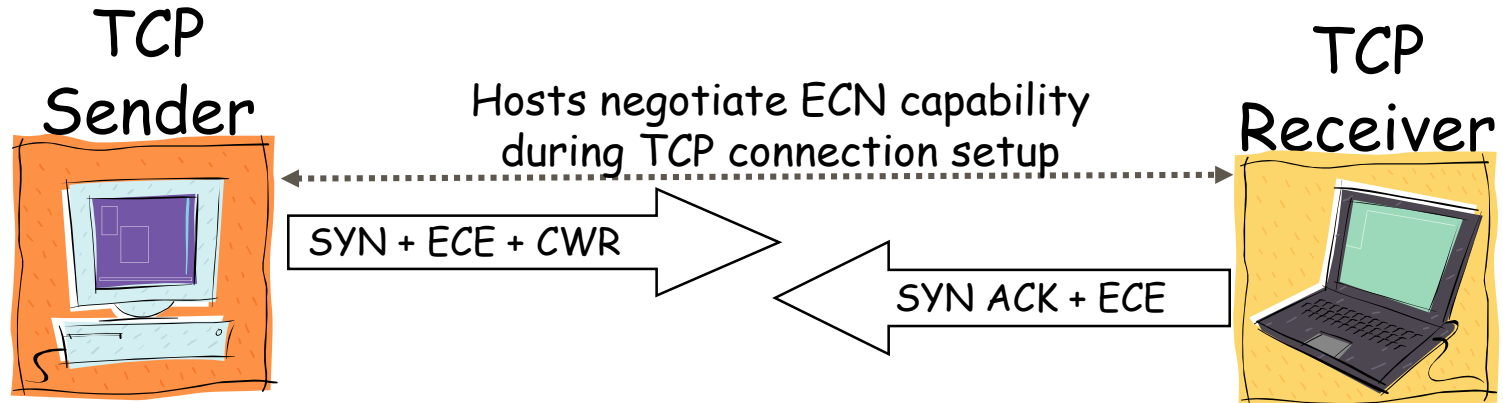 TCP
Sender
Hosts negotiate ECN capability
during TCP connection setup
TCP
Receiver
SYN + ECE + CWR
SYN ACK + ECE